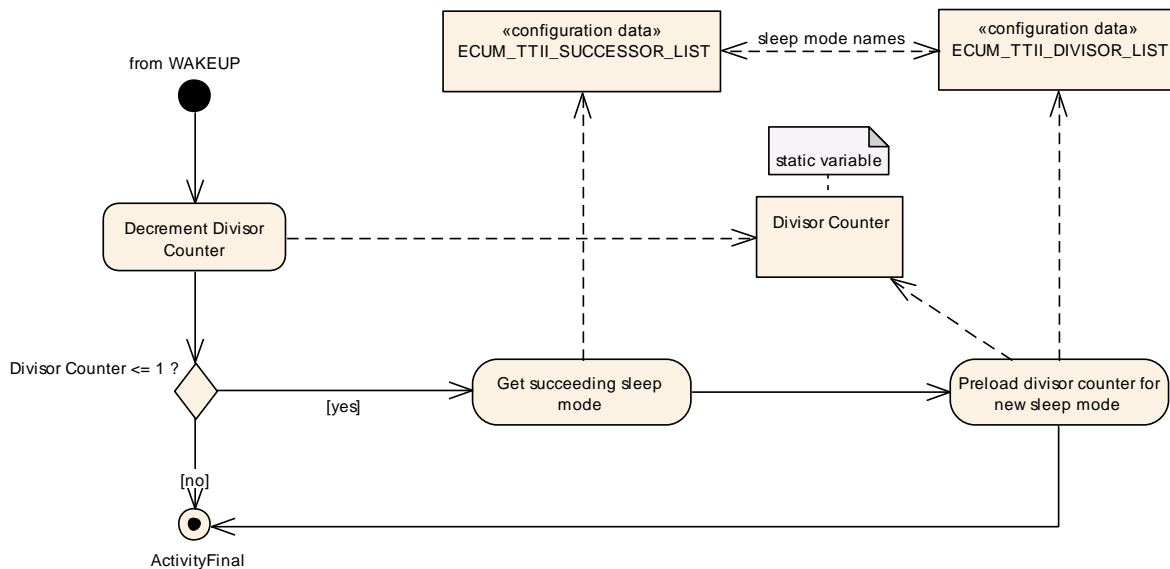 «configuration data»
ECUM_TTII_SUCCESSOR_LIST
sleep mode names
«configuration data»
ECUM_TTII_DIVISOR_LIST
from WAKEUP
static variable
Decrement Divisor
Counter
Divisor Counter
Divisor Counter <= 1 ?
[yes]
Get succeeding sleep
mode
Preload divisor counter for
new sleep mode
[no]
ActivityFinal